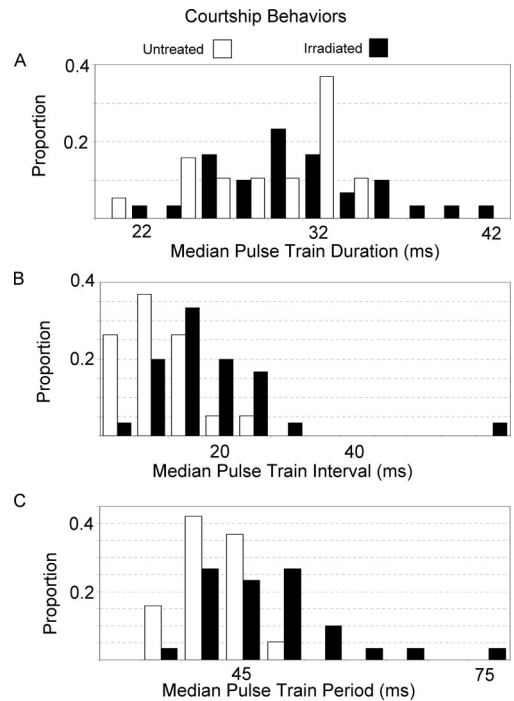 Courtship Behaviors
Untreated Irradiated
A
0.4
0.2
Proportion
22 32 42
Median Pulse Train Duration (ms)
B
0.4
0.2
Proportion
20 40
Median Pulse Train Interval (ms)
C
0.4
0.2
Proportion
45 75
Median Pulse Train Period (ms)